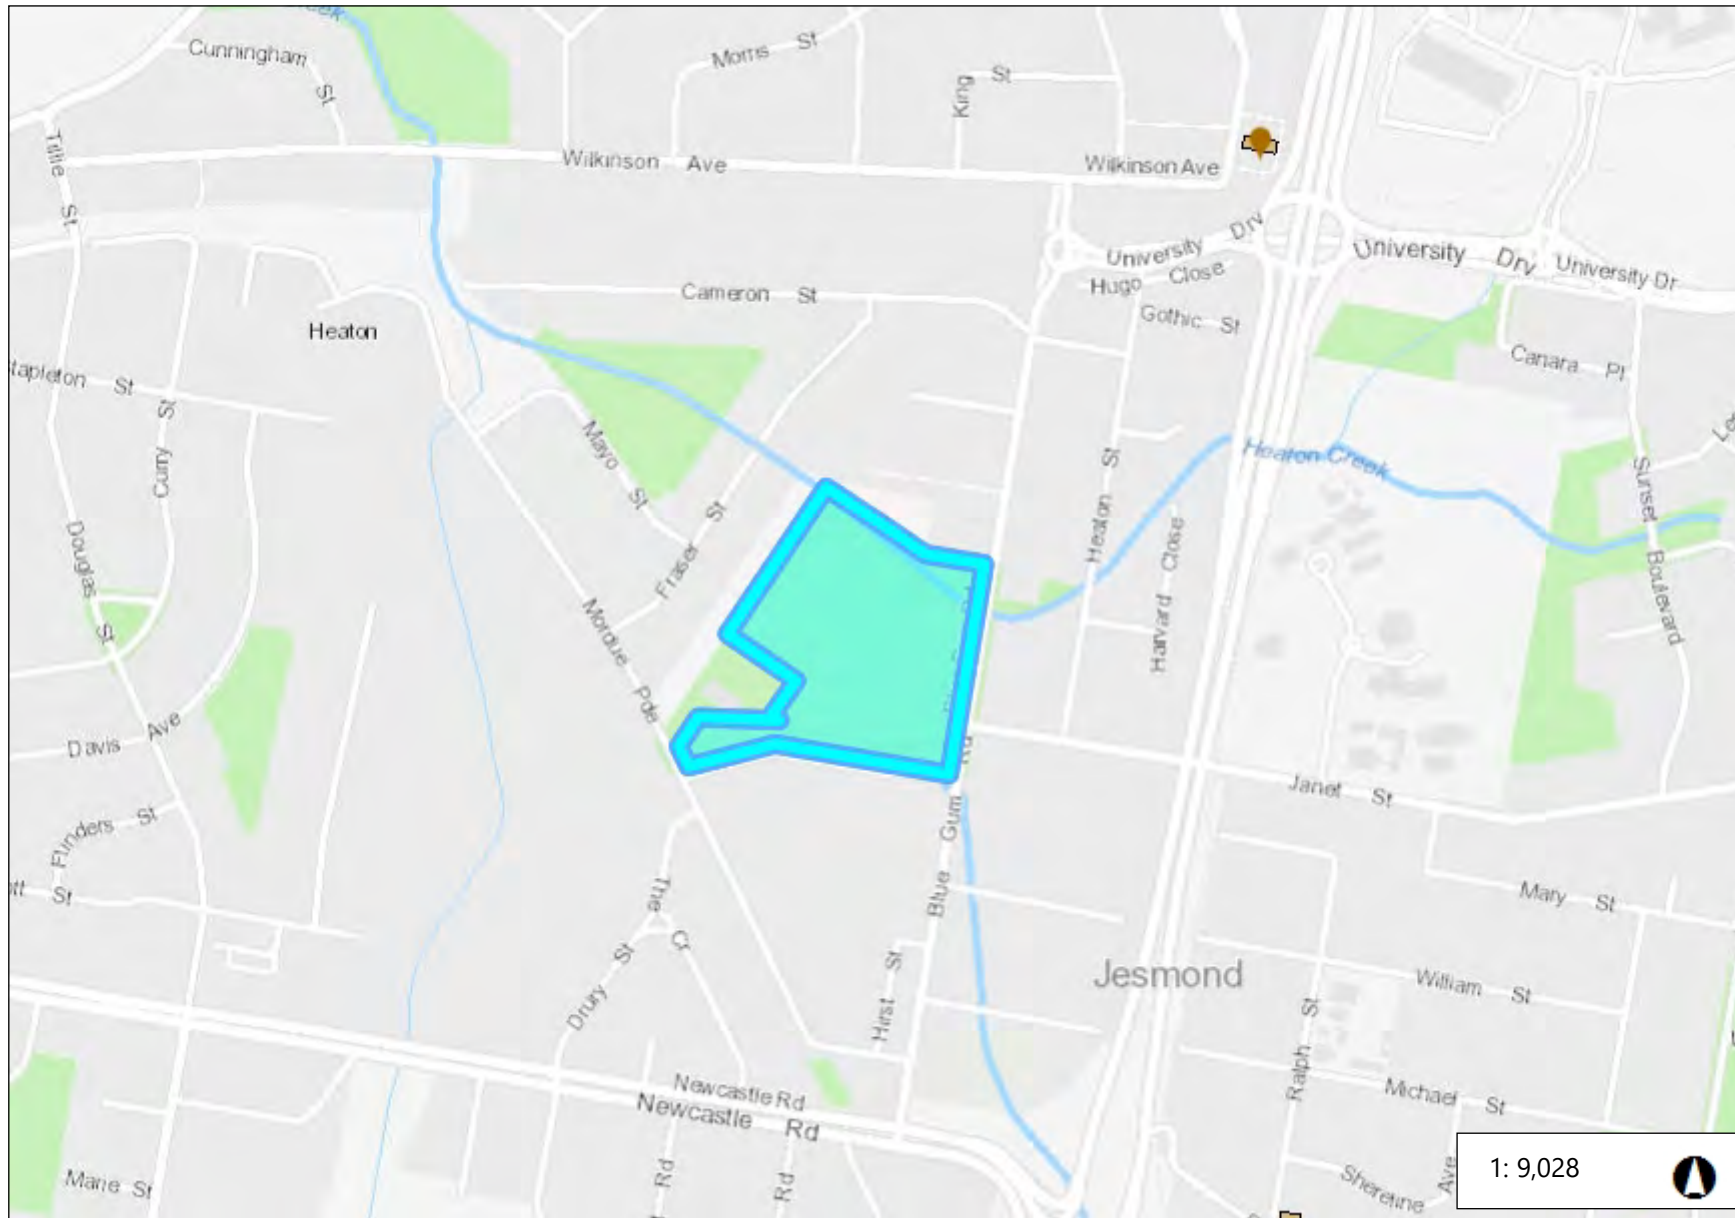 Cunningham St
Morris St
King St
Tillie St
Wilkinson Ave
Wilkinson Ave
University Drv
University Drv
University Dr
Hugo Close
Gothic St
Cameron St
Heaton
Canara Pl
Stapleton St
Curry St
Mayo St
Fraser St
Heaton St
Harvard Close
Heaton Creek
Sunset Boulevard
Douglas St
Mordue Pde
Rd
Davis Ave
Flinders St
Janet St
Blue Gum Rd
Mary St
St
The Cr
Drury St
Hirst St
Jesmond
William St
Ralph St
Michael St
Newcastle Rd
Newcastle Rd
Rd
Rd
Marie St
Sherenne Ave
1: 9,028